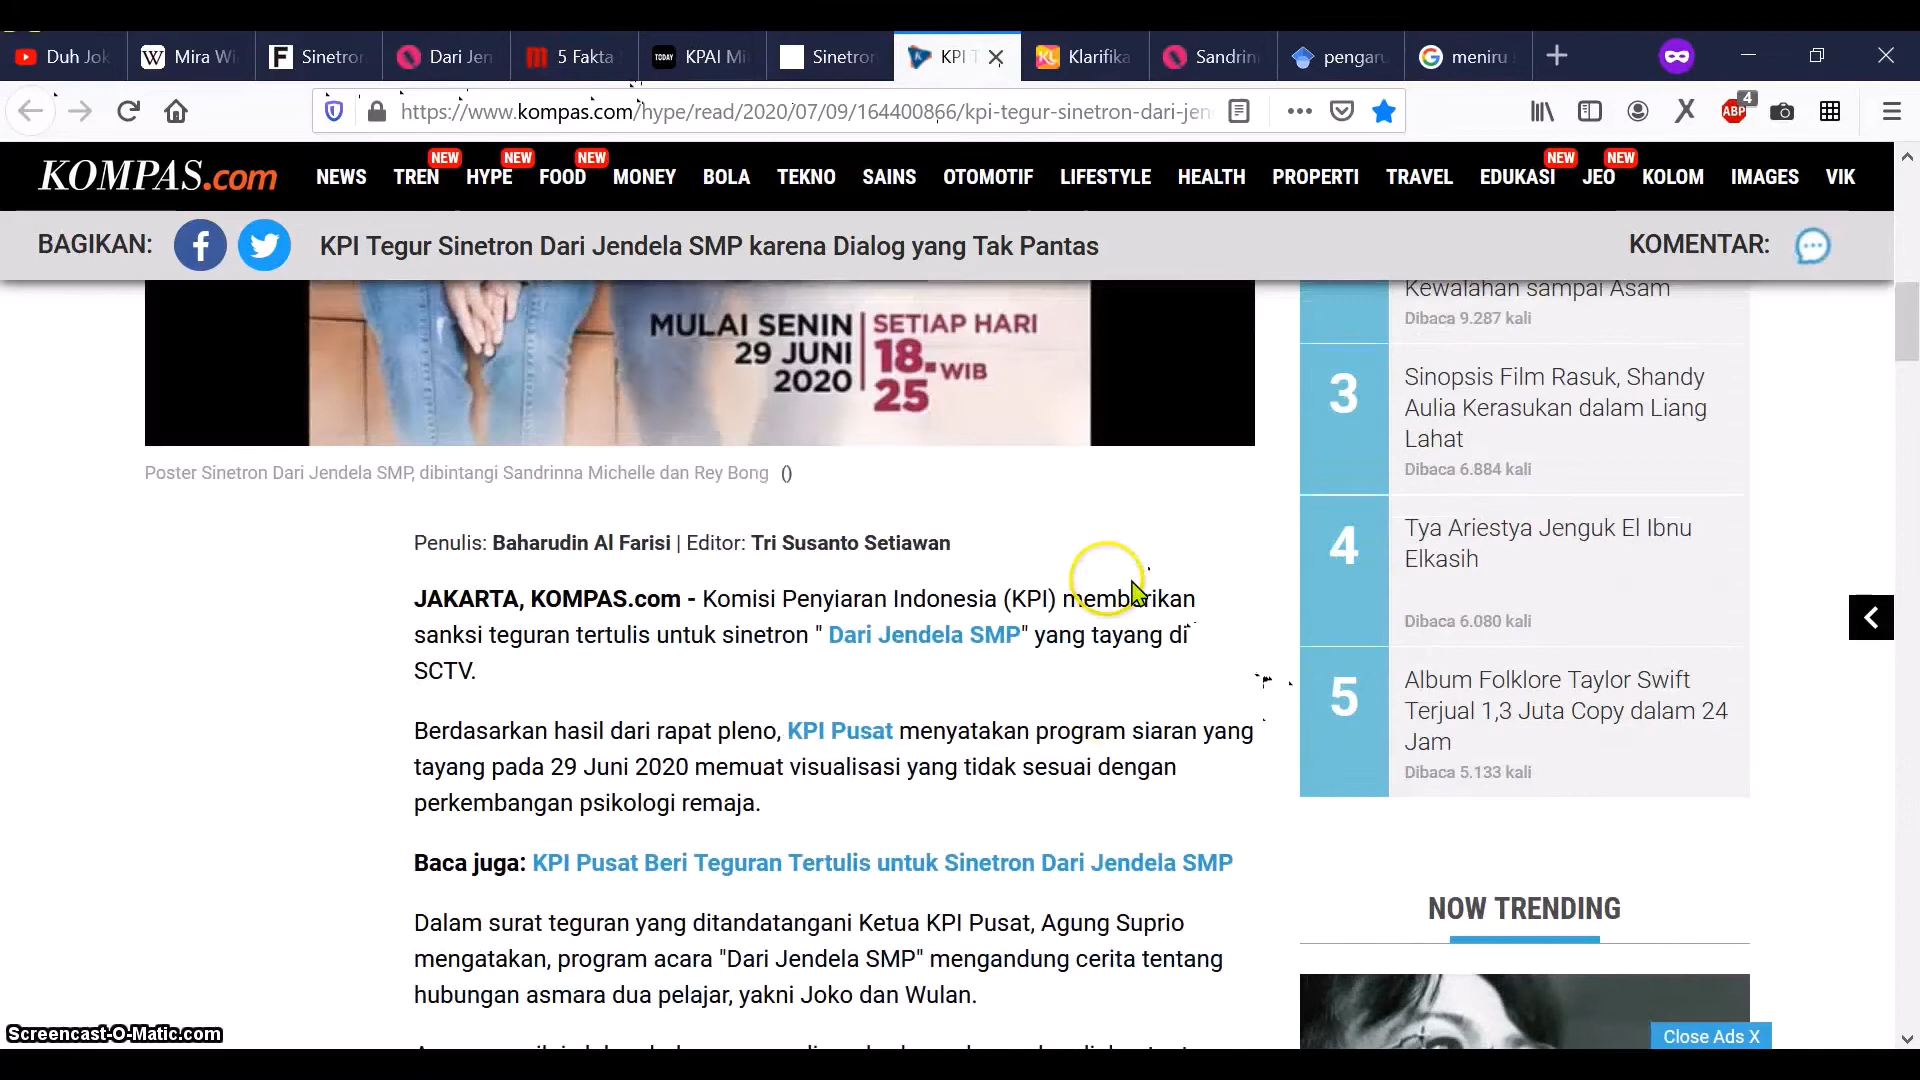 Duh Jok
Mira Wi
Sinetron
Dari Jen
5 Fakta
TODAY
KPAI Mi
Sinetron
KPI T
Klarifika
Sandrin
pengaru
meniru
https://www.kompas.com/hype/read/2020/07/09/164400866/kpi-tegur-sinetron-dari-jen
ABP
4
KOMPAS.com
NEWS TREN NEW HYPE NEW FOOD NEW MONEY BOLA TEKNO SAINS OTOMOTIF LIFESTYLE HEALTH PROPERTI TRAVEL EDUKASI NEW JEO NEW KOLOM IMAGES VIK
BAGIKAN:
KPI Tegur Sinetron Dari Jendela SMP karena Dialog yang Tak Pantas
KOMENTAR:
MULAI SENIN
29 JUNI
2020
SETIAP HARI
18.25 WIB
Poster Sinetron Dari Jendela SMP, dibintangi Sandrinna Michelle dan Rey Bong ()
Penulis: Baharudin Al Farisi | Editor: Tri Susanto Setiawan
JAKARTA, KOMPAS.com - Komisi Penyiaran Indonesia (KPI) memberikan
sanksi teguran tertulis untuk sinetron " Dari Jendela SMP" yang tayang di
SCTV.
Berdasarkan hasil dari rapat pleno, KPI Pusat menyatakan program siaran yang
tayang pada 29 Juni 2020 memuat visualisasi yang tidak sesuai dengan
perkembangan psikologi remaja.
Baca juga: KPI Pusat Beri Teguran Tertulis untuk Sinetron Dari Jendela SMP
Dalam surat teguran yang ditandatangani Ketua KPI Pusat, Agung Suprio
mengatakan, program acara "Dari Jendela SMP" mengandung cerita tentang
hubungan asmara dua pelajar, yakni Joko dan Wulan.
Kewalahan sampai Asam
Dibaca 9.287 kali
3
Sinopsis Film Rasuk, Shandy
Aulia Kerasukan dalam Liang
Lahat
Dibaca 6.884 kali
4
Tya Ariestya Jenguk El Ibnu
Elkasih
Dibaca 6.080 kali
5
Album Folklore Taylor Swift
Terjual 1,3 Juta Copy dalam 24
Jam
Dibaca 5.133 kali
NOW TRENDING
Close Ads X
Screencast-O-Matic.com